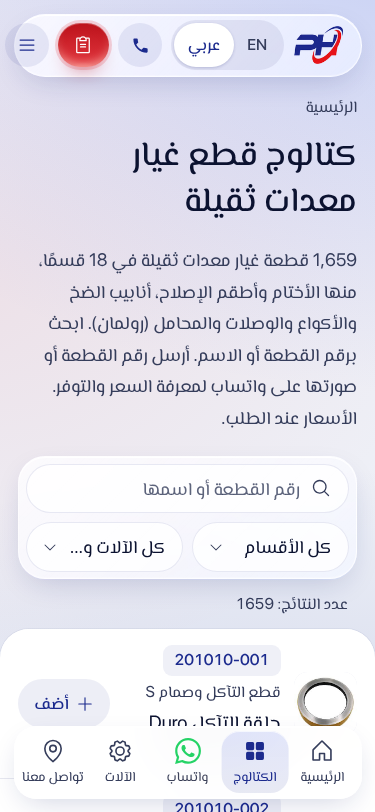 PH
EN
عربي
الرئيسية
كتالوج قطع غيار
معدات ثقيلة
1,659 قطعة غيار معدات ثقيلة في 18 قسمًا،
منها الأختام وأطقم الإصلاح، أنابيب الضخ
والأكواع والوصلات والمحامل (رولمان). ابحث
برقم القطعة أو الاسم. أرسل رقم القطعة أو
صورتها على واتساب لمعرفة السعر والتوفر.
الأسعار عند الطلب.
رقم القطعة أو اسمها
كل الأقسام
كل الآلات و...
عدد النتائج: 1659
201010-001
قطع التآكل وصمام S
حلقة التآكل Duro
أضف
201010-002
الرئيسية
الكتالوج
واتساب
الآلات
تواصل معنا